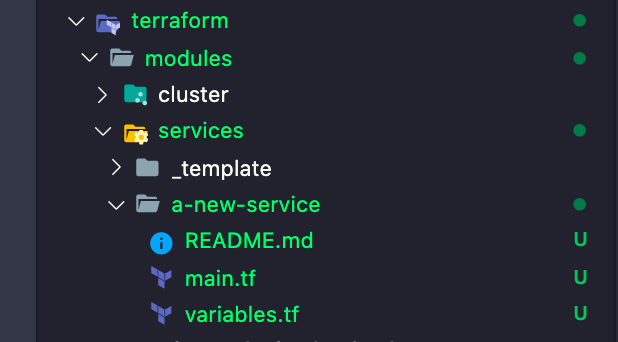 terraform
modules
cluster
services
_template
a-new-service
README.md U
main.tf U
variables.tf U